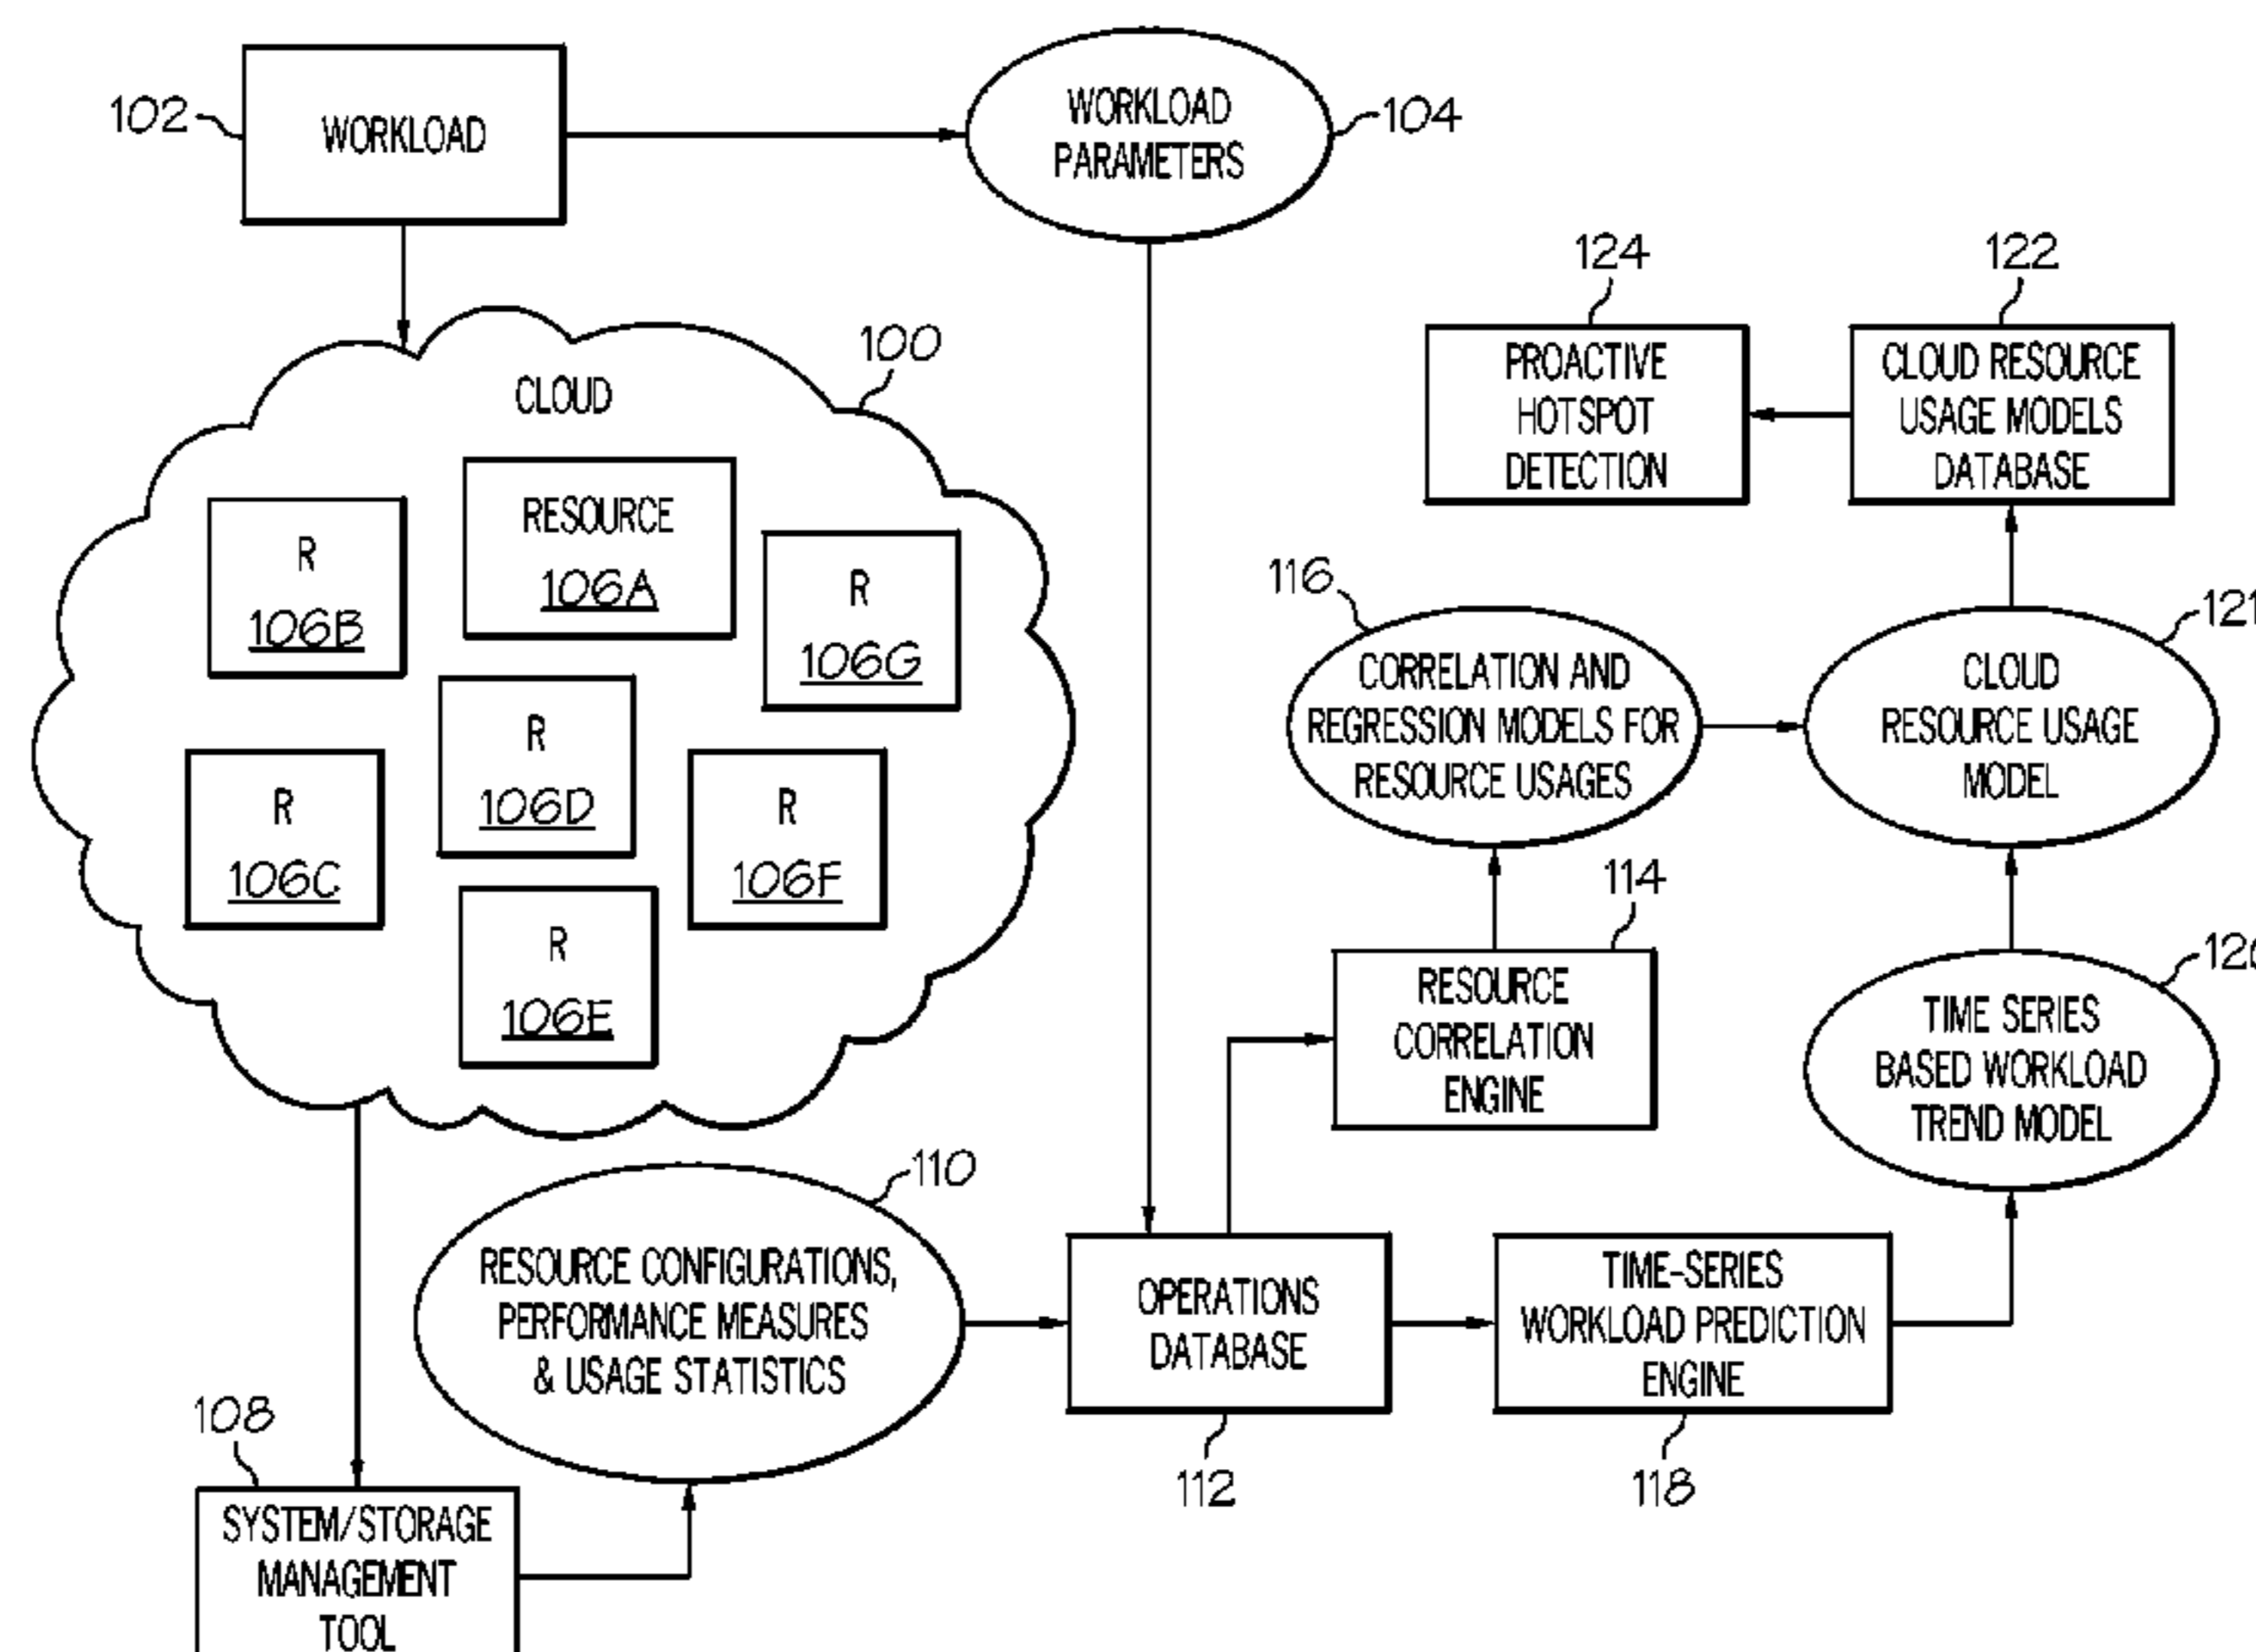 102
WORKLOAD
WORKLOAD
PARAMETERS
104
100
CLOUD
RESOURCE
106A
R
106B
R
106G
R
106D
R
106C
R
106F
R
106E
124
122
PROACTIVE
HOTSPOT
DETECTION
CLOUD RESOURCE
USAGE MODELS
DATABASE
116
121
CORRELATION AND
REGRESSION MODELS FOR
RESOURCE USAGES
CLOUD
RESOURCE USAGE
MODEL
114
RESOURCE
CORRELATION
ENGINE
120
TIME SERIES
BASED WORKLOAD
TREND MODEL
110
RESOURCE CONFIGURATIONS,
PERFORMANCE MEASURES
& USAGE STATISTICS
OPERATIONS
DATABASE
112
TIME-SERIES
WORKLOAD PREDICTION
ENGINE
118
108
SYSTEM/STORAGE
MANAGEMENT
TOOL